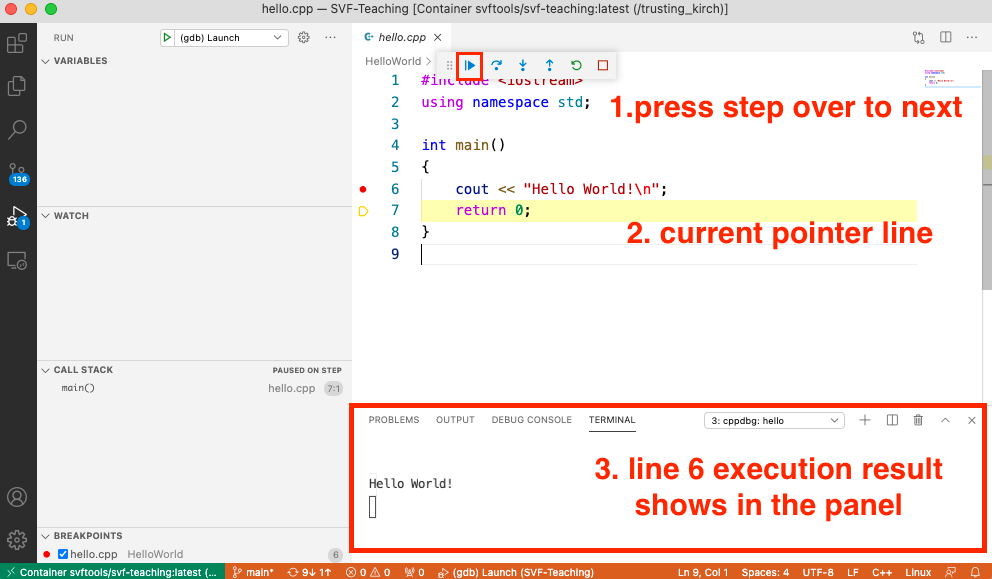 hello.cpp — SVF-Teaching [Container svftools/svf-teaching:latest (/trusting_kirch)]
RUN
(gdb) Launch
hello.cpp
HelloWorld
VARIABLES
1 #include <iostream>
2 using namespace std;
3
4 int main()
5 {
6 cout << "Hello World!\n";
7 return 0;
8 }
9
1.press step over to next
2. current pointer line
136
1
WATCH
CALL STACK
PAUSED ON STEP
main()
hello.cpp
7:1
PROBLEMS
OUTPUT
DEBUG CONSOLE
TERMINAL
3: cppdbg: hello
Hello World!
3. line 6 execution result
shows in the panel
BREAKPOINTS
hello.cpp HelloWorld
6
Container svftools/svf-teaching:latest (...
main*
9↓ 1↑
0
0
0
(gdb) Launch (SVF-Teaching)
Ln 9, Col 1
Spaces: 4
UTF-8
LF
C++
Linux